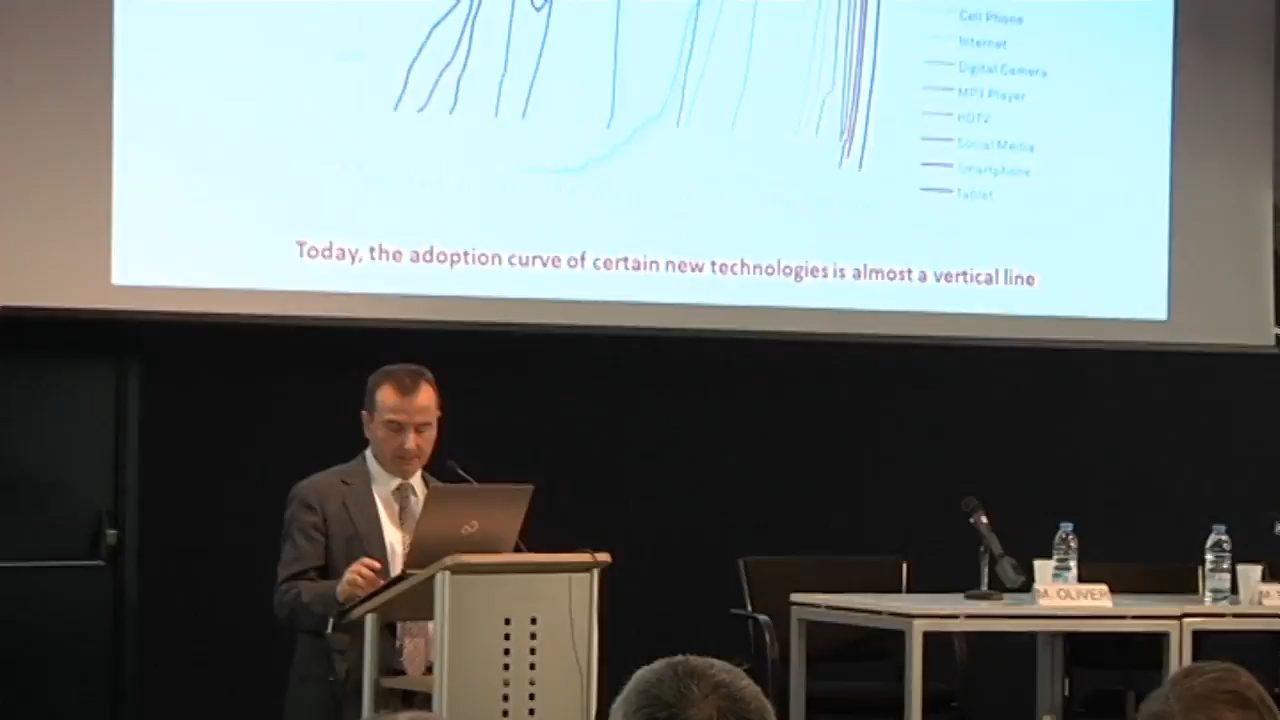 Cell Phone
Internet
Digital Camera
MP3 Player
HDTV
Social Media
Smartphone
Tablet
Today, the adoption curve of certain new technologies is almost a vertical line
M. OLIVER